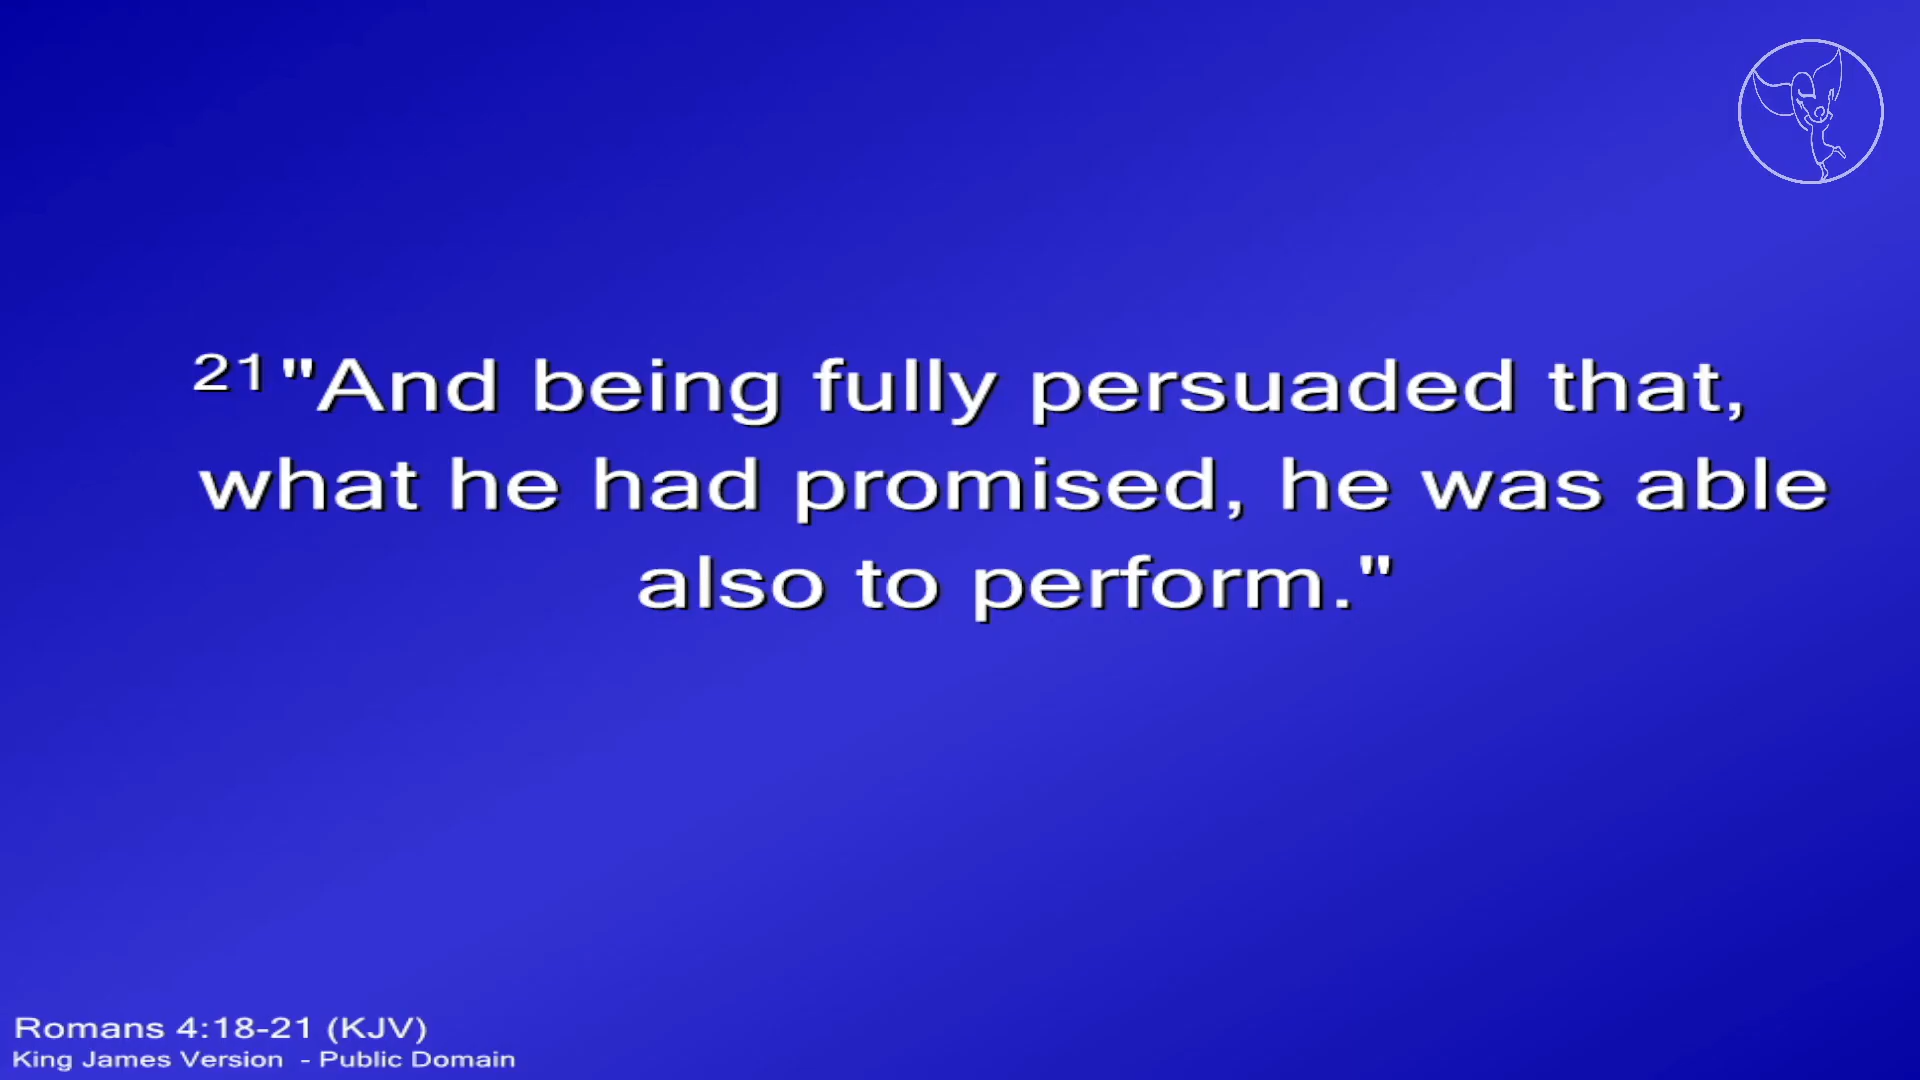 21"And being fully persuaded that,
what he had promised, he was able
also to perform."
Romans 4:18-21 (KJV)
King James Version - Public Domain